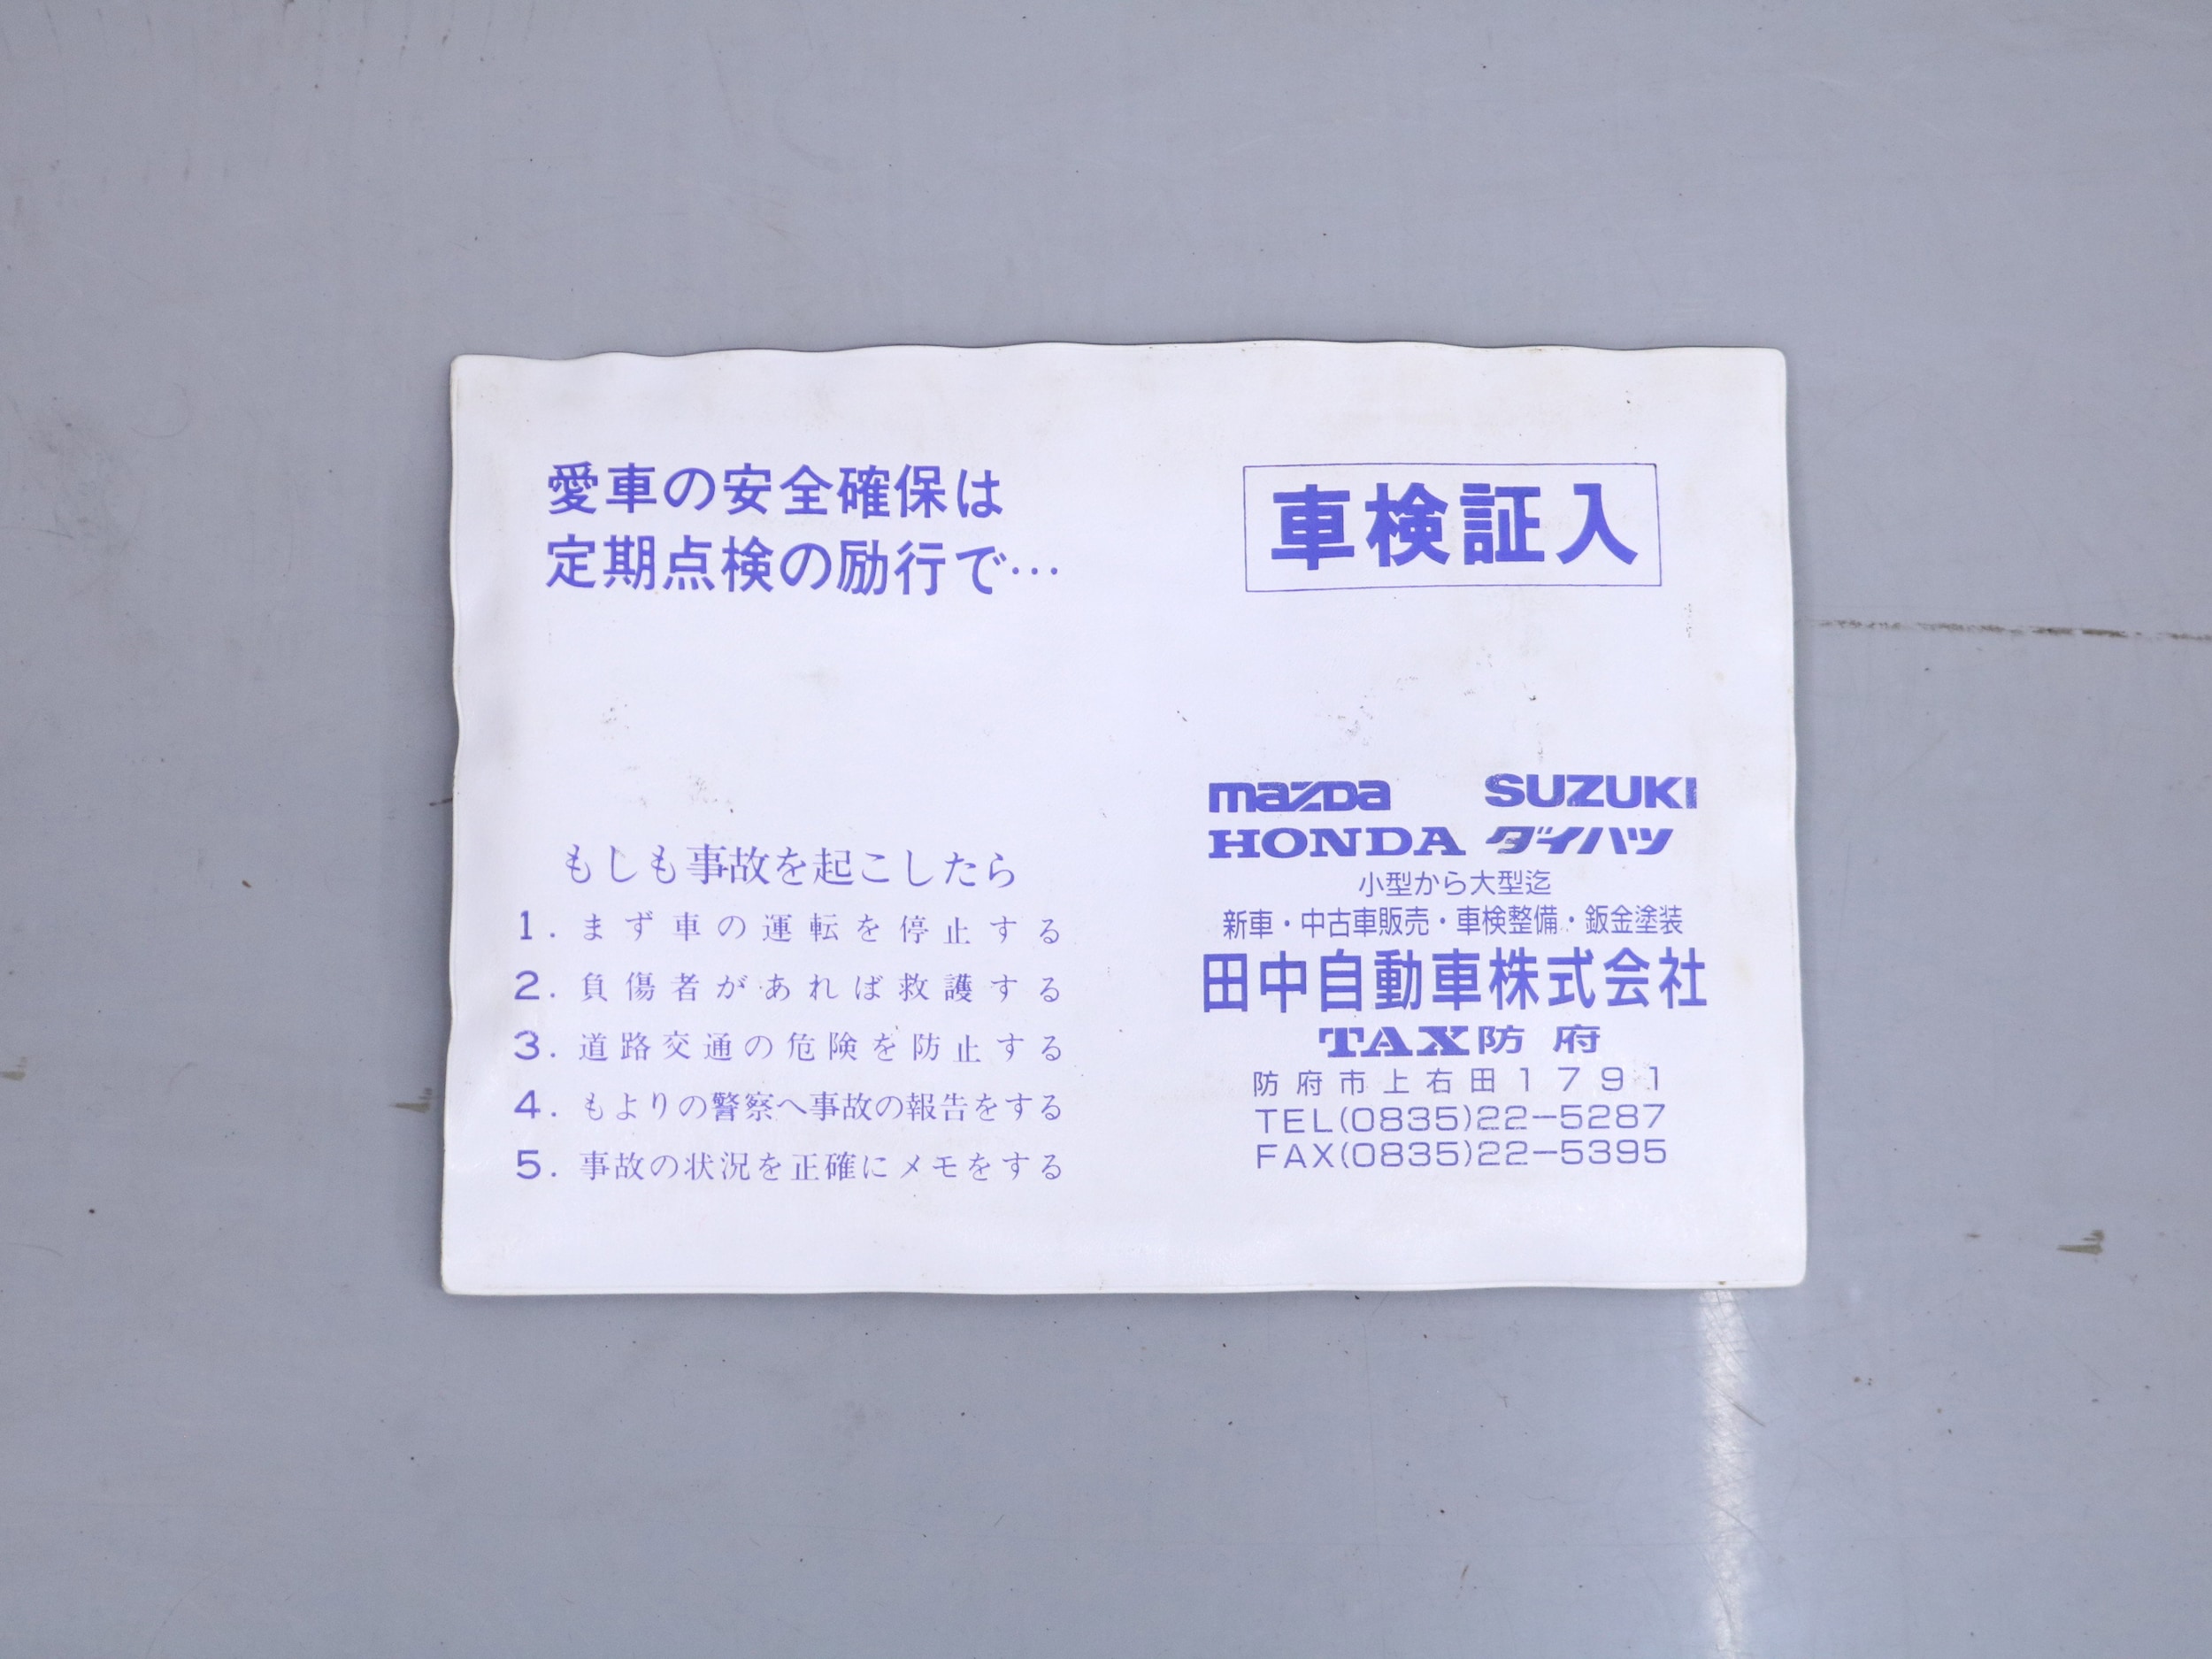 愛車の安全確保は
定期点検の励行で…
もしも事故を起こしたら
1. まず車の運転を停止する
2. 負傷者があれば救護する
3. 道路交通の危険を防止する
4. もよりの警察へ事故の報告をする
5. 事故の状況を正確にメモをする
車検証入
mazda SUZUKI
HONDA ダイハツ
小型から大型迄
新車・中古車販売・車検整備・鈑金塗装
田中自動車株式会社
TAX防府
防府市上右田1791
TEL(0835)22-5287
FAX(0835)22-5395